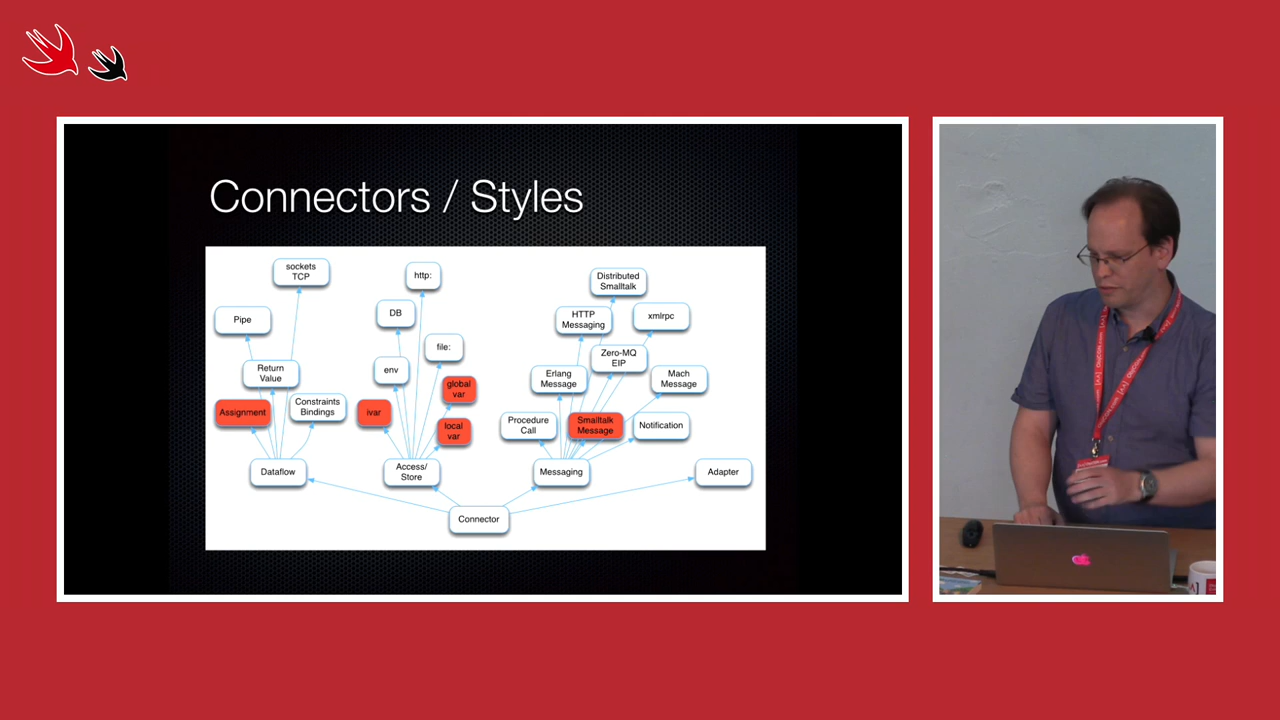 Connectors / Styles
sockets
TCP
http:
Distributed
Smalltalk
Pipe
DB
HTTP
Messaging
xmlrpc
file:
Return
Value
env
Zero-MQ
EIP
Erlang
Message
Mach
Message
global
var
Assignment
Constraints
Bindings
ivar
local
var
Procedure
Call
Smalltalk
Message
Notification
Dataflow
Access/
Store
Messaging
Adapter
Connector